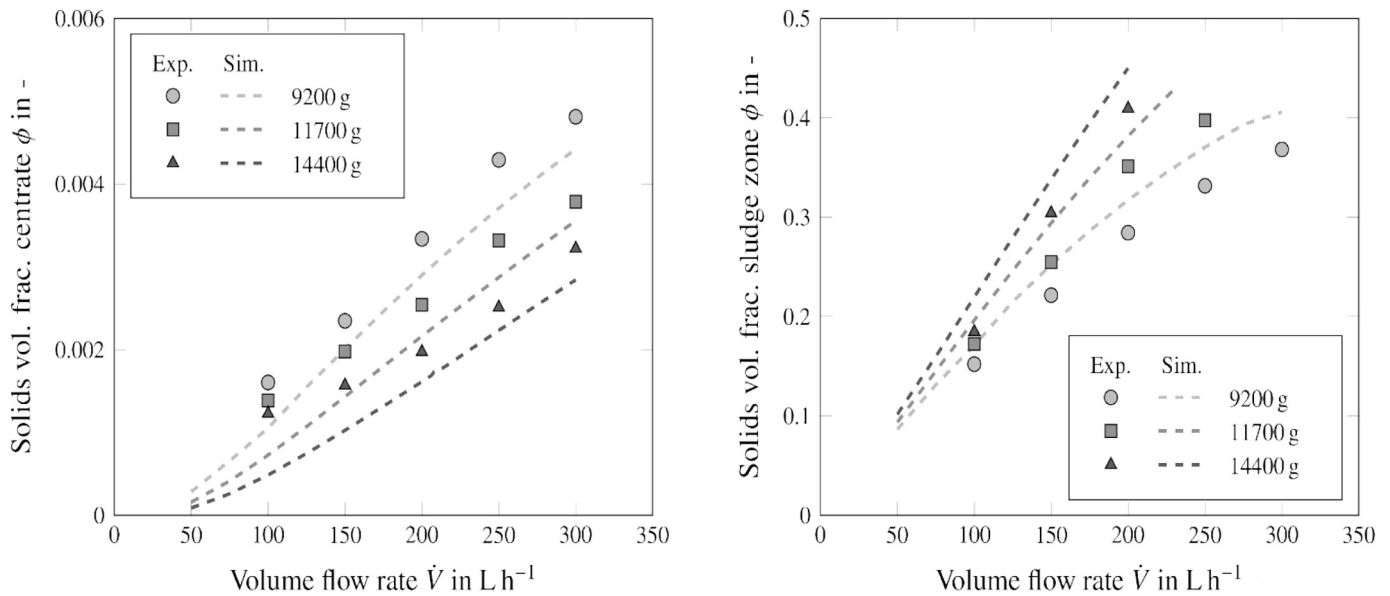 Solids vol. frac. centrate ϕ in -
0.006
0.004
0.002
0
Exp. Sim.
9200 g
11700 g
14400 g
0 50 100 150 200 250 300 350
Volume flow rate V̇ in L h⁻¹
Solids vol. frac. sludge zone ϕ in -
0.5
0.4
0.3
0.2
0.1
0
Exp. Sim.
9200 g
11700 g
14400 g
0 50 100 150 200 250 300 350
Volume flow rate V̇ in L h⁻¹